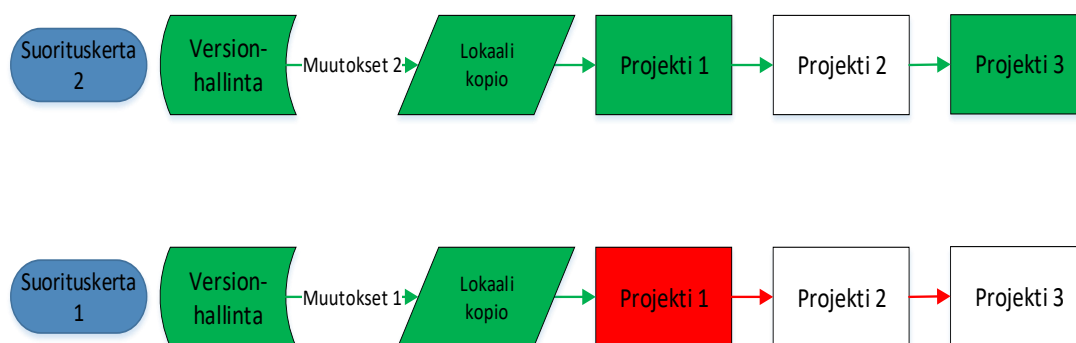 Suorituskerta
2
Version-
hallinta
Muutokset 2
Lokaali
kopio
Projekti 1
Projekti 2
Projekti 3
Suorituskerta
1
Version-
hallinta
Muutokset 1
Lokaali
kopio
Projekti 1
Projekti 2
Projekti 3